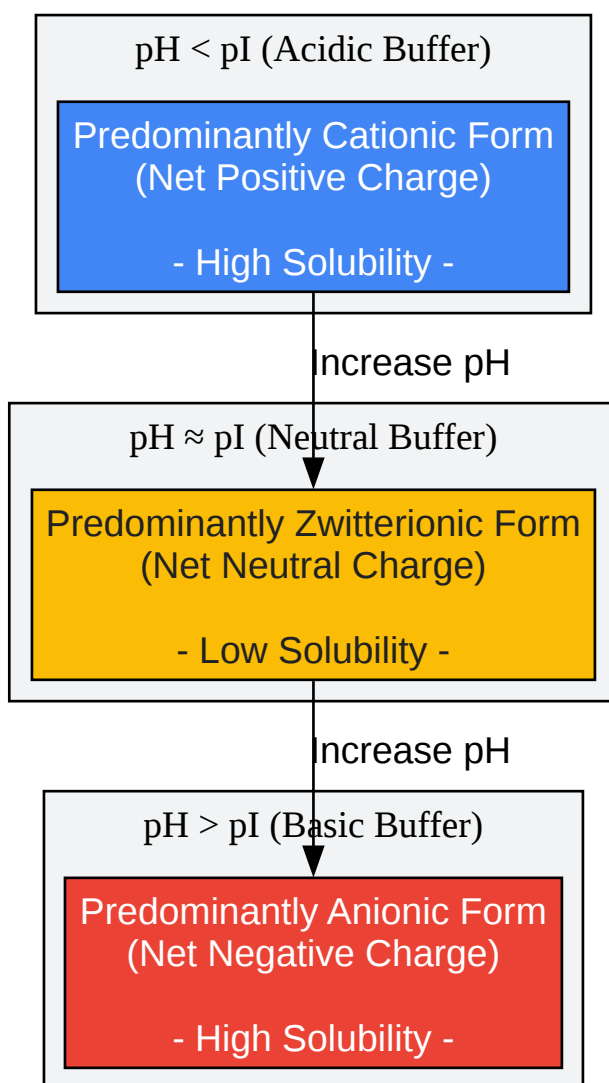 pH < pI (Acidic Buffer)
Predominantly Cationic Form
(Net Positive Charge)
- High Solubility -
Increase pH
pH ≈ pI (Neutral Buffer)
Predominantly Zwitterionic Form
(Net Neutral Charge)
- Low Solubility -
Increase pH
pH > pI (Basic Buffer)
Predominantly Anionic Form
(Net Negative Charge)
- High Solubility -